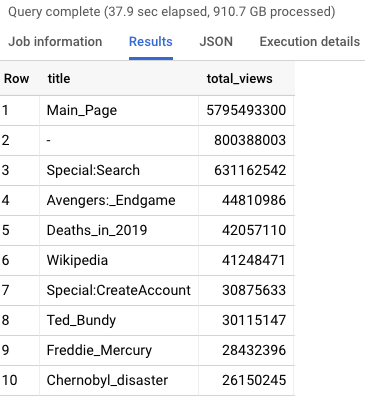 Query complete (37.9 sec elapsed, 910.7 GB processed)
Job information Results JSON Execution details
Row title total_views
1 Main_Page 5795493300
2 - 800388003
3 Special:Search 631162542
4 Avengers:_Endgame 44810986
5 Deaths_in_2019 42057110
6 Wikipedia 41248471
7 Special:CreateAccount 30875633
8 Ted_Bundy 30115147
9 Freddie_Mercury 28432396
10 Chernobyl_disaster 26150245